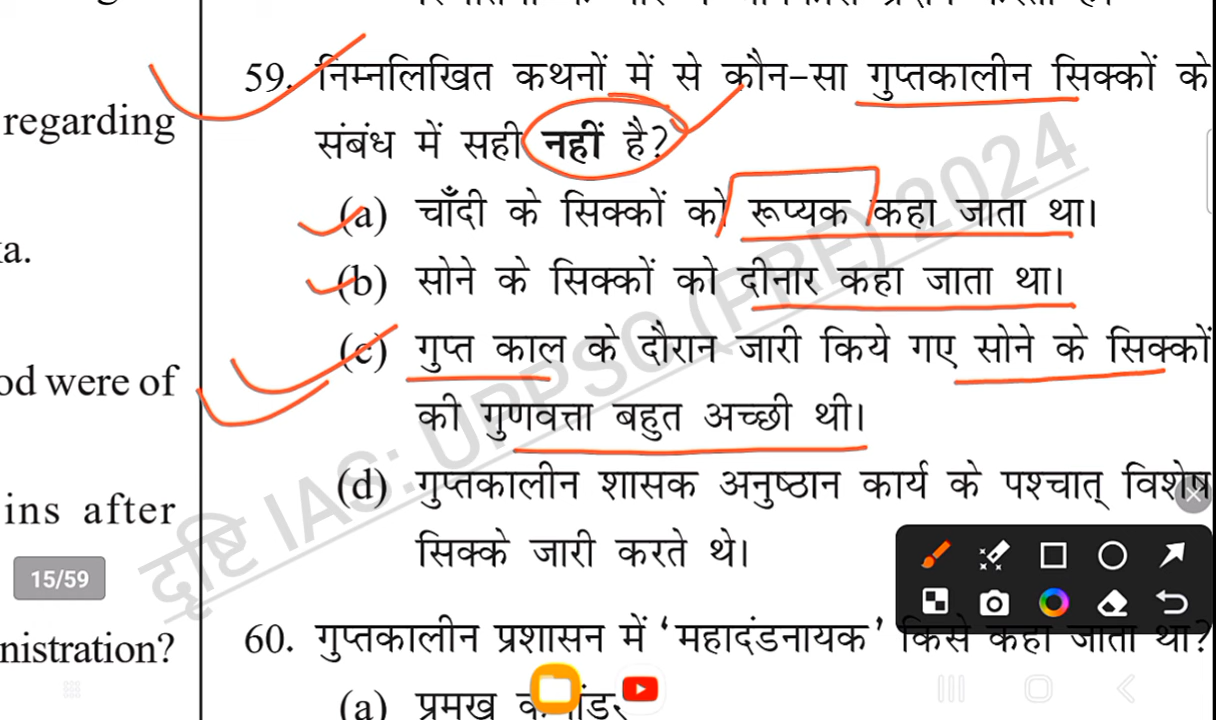 59. निम्नलिखित कथनों में से कौन-सा गुप्तकालीन सिक्कों के
संबंध में सही नहीं है?
(a) चाँदी के सिक्कों को रूप्यक कहा जाता था।
(b) सोने के सिक्कों को दीनार कहा जाता था।
(c) गुप्त काल के दौरान जारी किये गए सोने के सिक्कों
की गुणवत्ता बहुत अच्छी थी।
(d) गुप्तकालीन शासक अनुष्ठान कार्य के पश्चात् विशेष
सिक्के जारी करते थे।
60. गुप्तकालीन प्रशासन में ‘महादंडनायक’ किसे कहा जाता था?
(a) प्रमुख
regarding
a.
od were of
ins after
15/59
nistration?
दृष्टि IAS: UPPSC (PRE) 2024